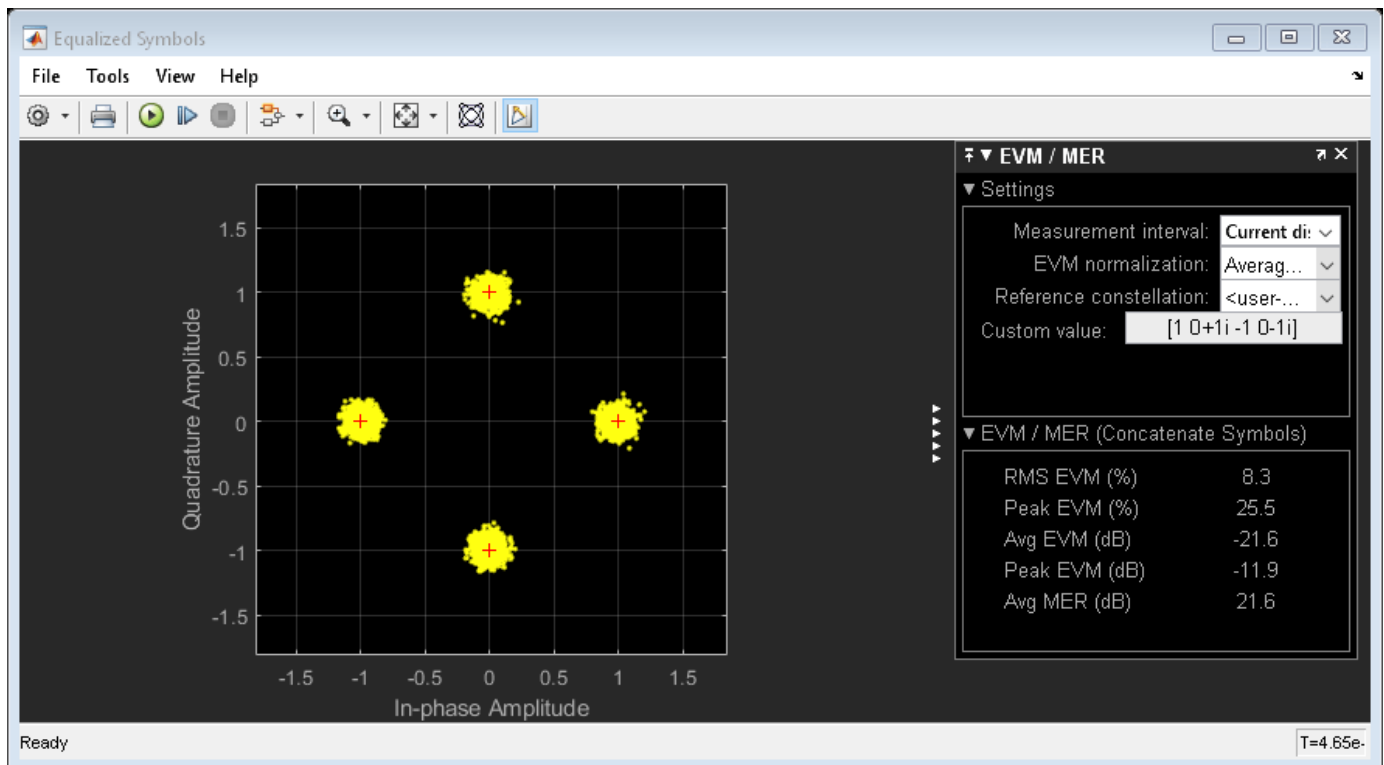 Equalized Symbols
File Tools View Help
EVM / MER
Settings
Measurement interval: Current di:
EVM normalization: Averag...
Reference constellation: <user-...
Custom value: [1 0+1i -1 0-1i]
EVM / MER (Concatenate Symbols)
RMS EVM (%) 8.3
Peak EVM (%) 25.5
Avg EVM (dB) -21.6
Peak EVM (dB) -11.9
Avg MER (dB) 21.6
Quadrature Amplitude
1.5
1
0.5
0
-0.5
-1
-1.5
-1.5 -1 -0.5 0 0.5 1 1.5
In-phase Amplitude
Ready T=4.65e-